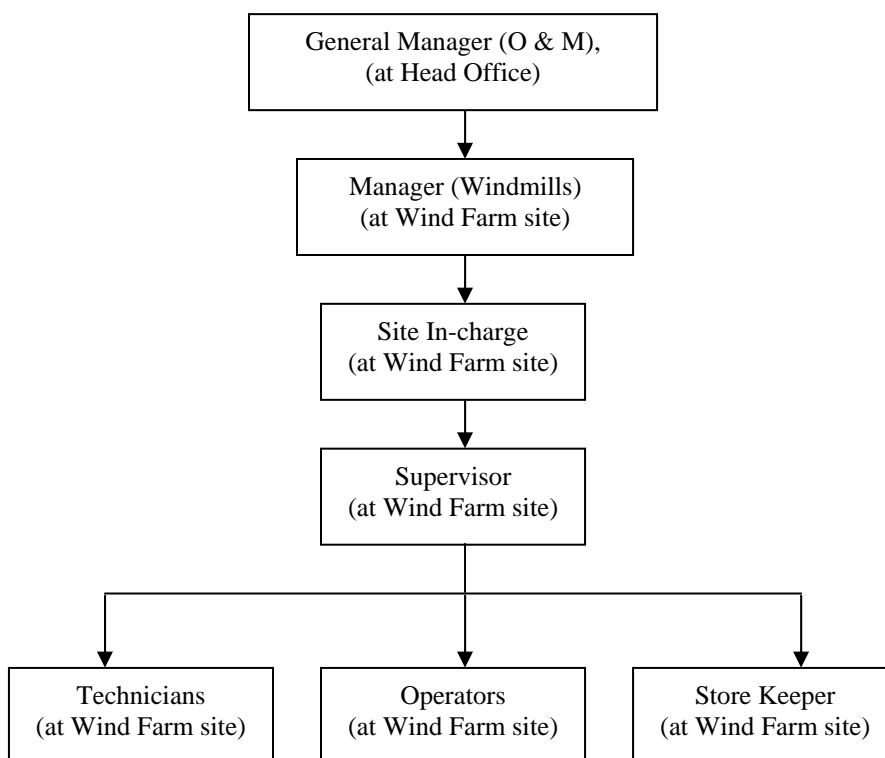 General Manager (O & M),
(at Head Office)
Manager (Windmills)
(at Wind Farm site)
Site In-charge
(at Wind Farm site)
Supervisor
(at Wind Farm site)
Technicians
(at Wind Farm site)
Operators
(at Wind Farm site)
Store Keeper
(at Wind Farm site)